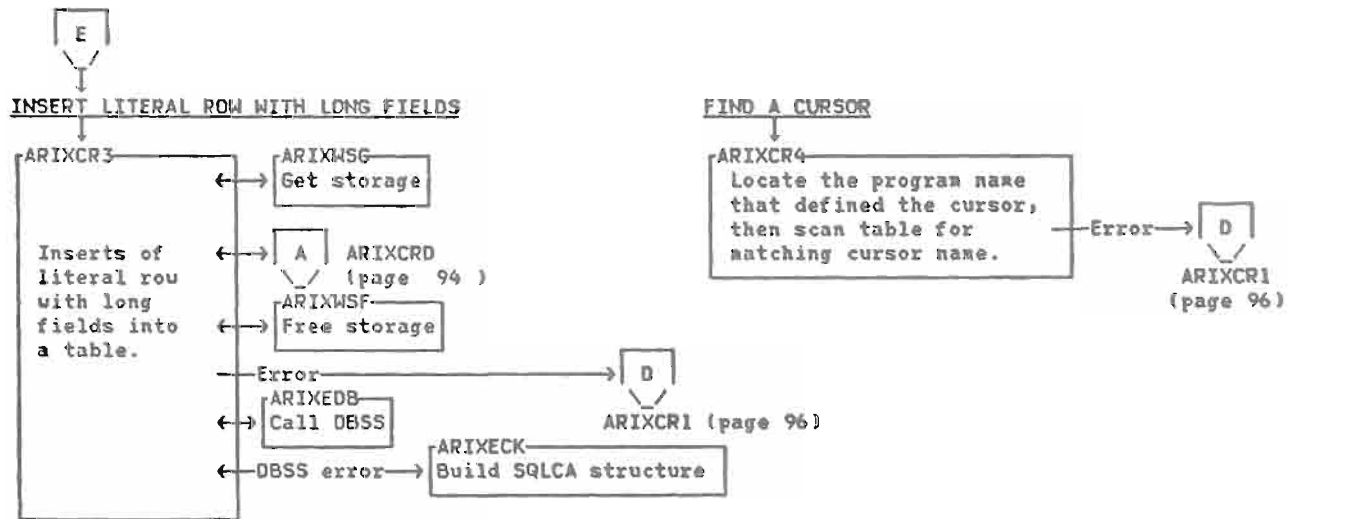 E
INSERT LITERAL ROW WITH LONG FIELDS
ARIXCR3
Inserts of
literal row
with long
fields into
a table.
ARIXWSG
Get storage
A
ARIXCRD
(page 94 )
ARIXWSF
Free storage
Error
D
ARIXCR1 (page 96)
ARIXEDB
Call DBSS
DBSS error
ARIXECK
Build SQLCA structure
FIND A CURSOR
ARIXCR4
Locate the program name
that defined the cursor,
then scan table for
matching cursor name.
Error
D
ARIXCR1
(page 96)